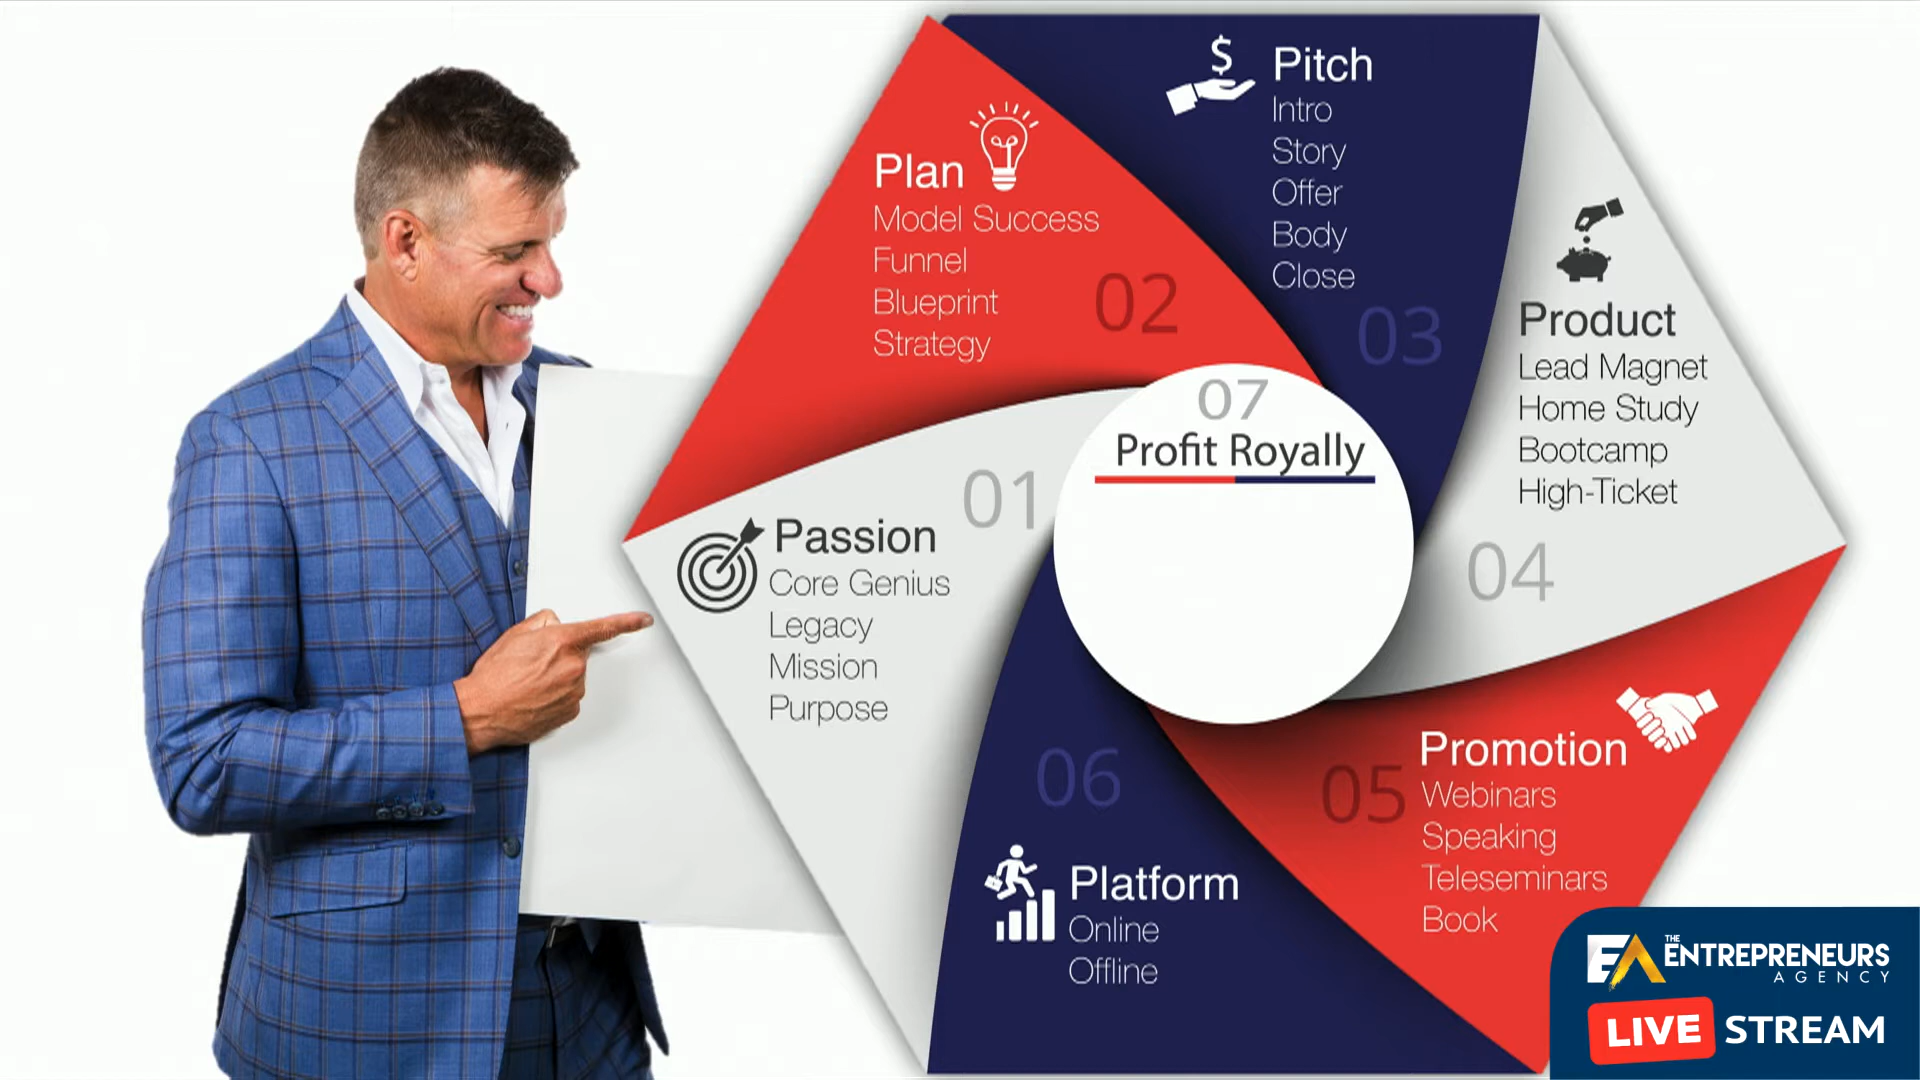 01
Passion
Core Genius
Legacy
Mission
Purpose
Plan
Model Success
Funnel
Blueprint
Strategy
02
$
Pitch
Intro
Story
Offer
Body
Close
03
Product
Lead Magnet
Home Study
Bootcamp
High-Ticket
04
Promotion
Webinars
Speaking
Teleseminars
Book
05
06
Platform
Online
Offline
07
Profit Royally
EA THE ENTREPRENEURS
AGENCY
LIVE STREAM